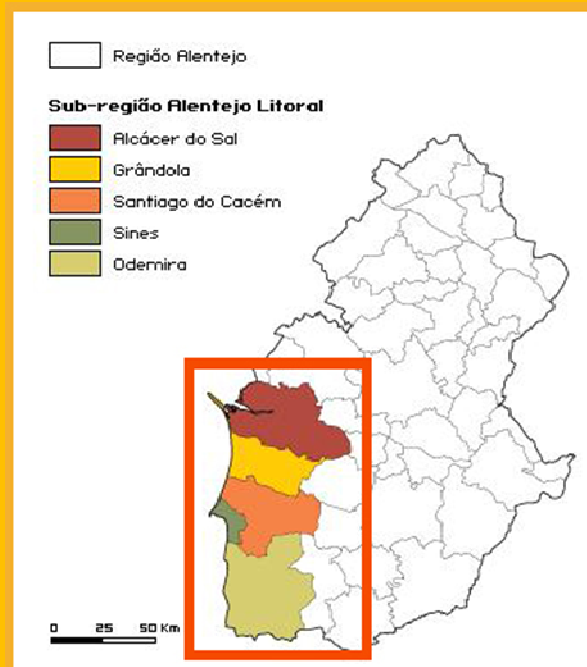 Região Alentejo
Sub-região Alentejo Litoral
Alcácer do Sal
Grândola
Santiago do Cacém
Sines
Odemira
0 25 50 Km